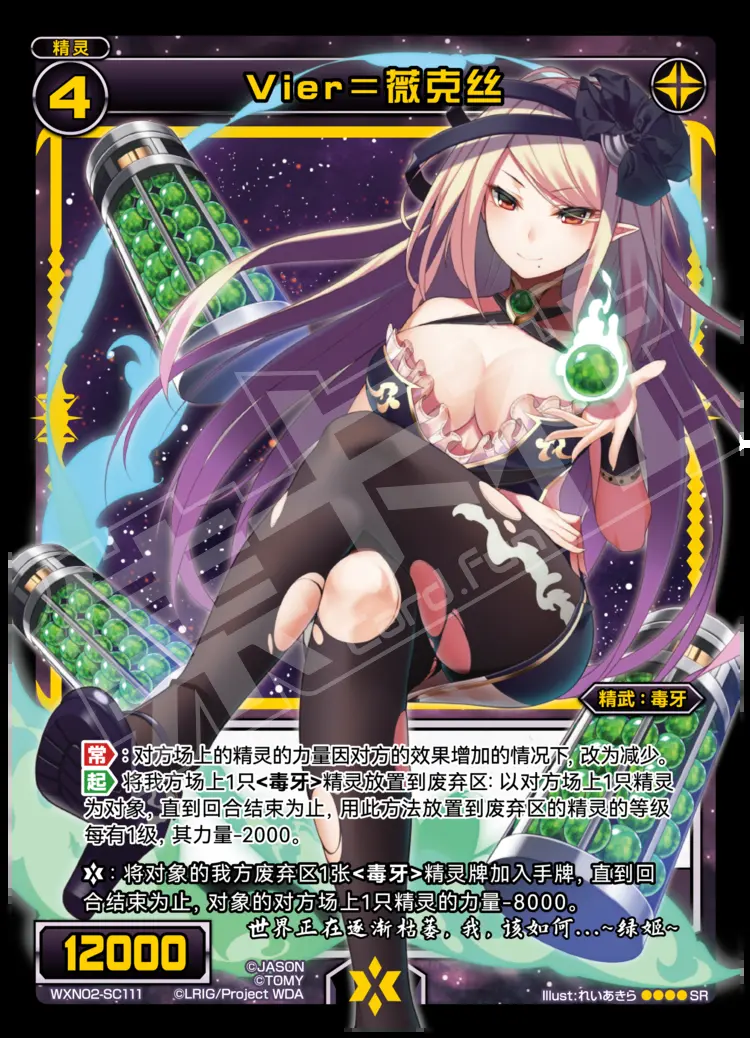 精灵
4
Vier＝薇克丝
集卡社
card.fun
精武：毒牙
常：对方场上的精灵的力量因对方的效果增加的情况下，改为减少。
起 将我方场上1只<毒牙>精灵放置到废弃区：以对方场上1只精灵
为对象，直到回合结束为止，用此方法放置到废弃区的精灵的等级
每有1级，其力量-2000。
：将对象的我方废弃区1张<毒牙>精灵牌加入手牌，直到回
合结束为止，对象的对方场上1只精灵的力量-8000。
世界正在逐渐枯萎，我，该如何...~绿姬~
12000
©JASON
©TOMY
WXN02-SC111 ©LRIG/Project WDA
Illust:れいあきら ●●●●SR